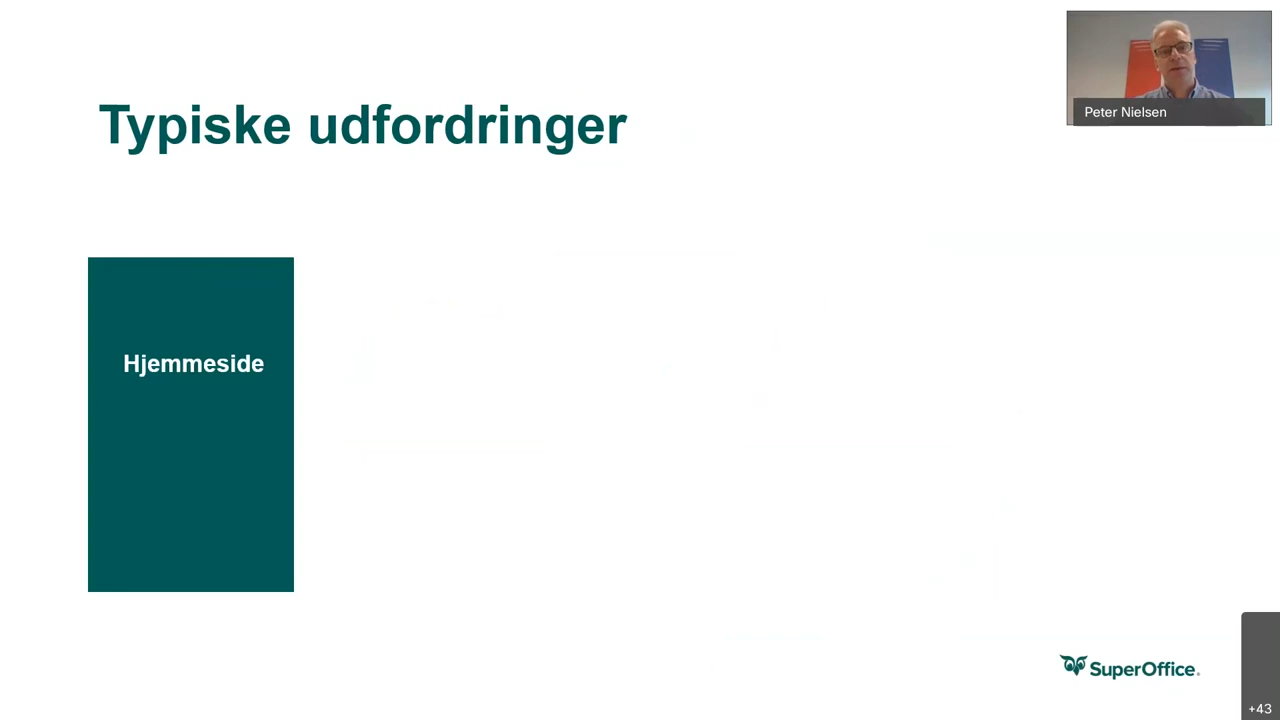 Typiske udfordringer
Peter Nielsen
Hjemmeside
SuperOffice.
+43